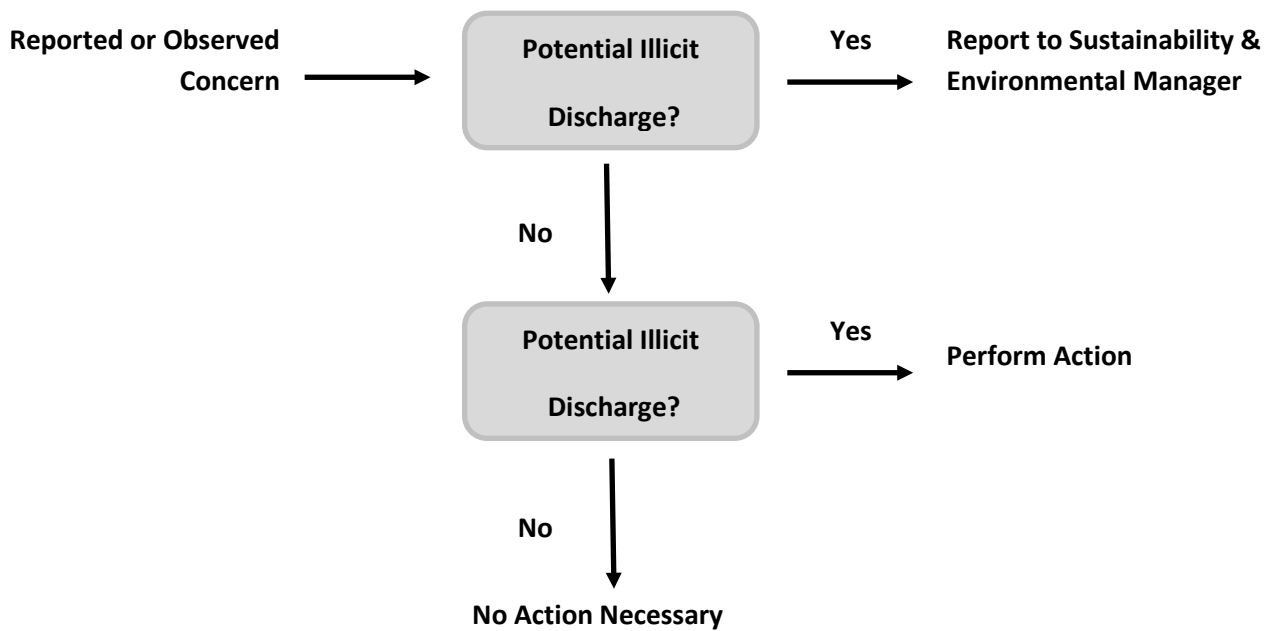 Reported or Observed
Concern
Potential Illicit
Discharge?
Yes
Report to Sustainability &
Environmental Manager
No
Potential Illicit
Discharge?
Yes
Perform Action
No
No Action Necessary